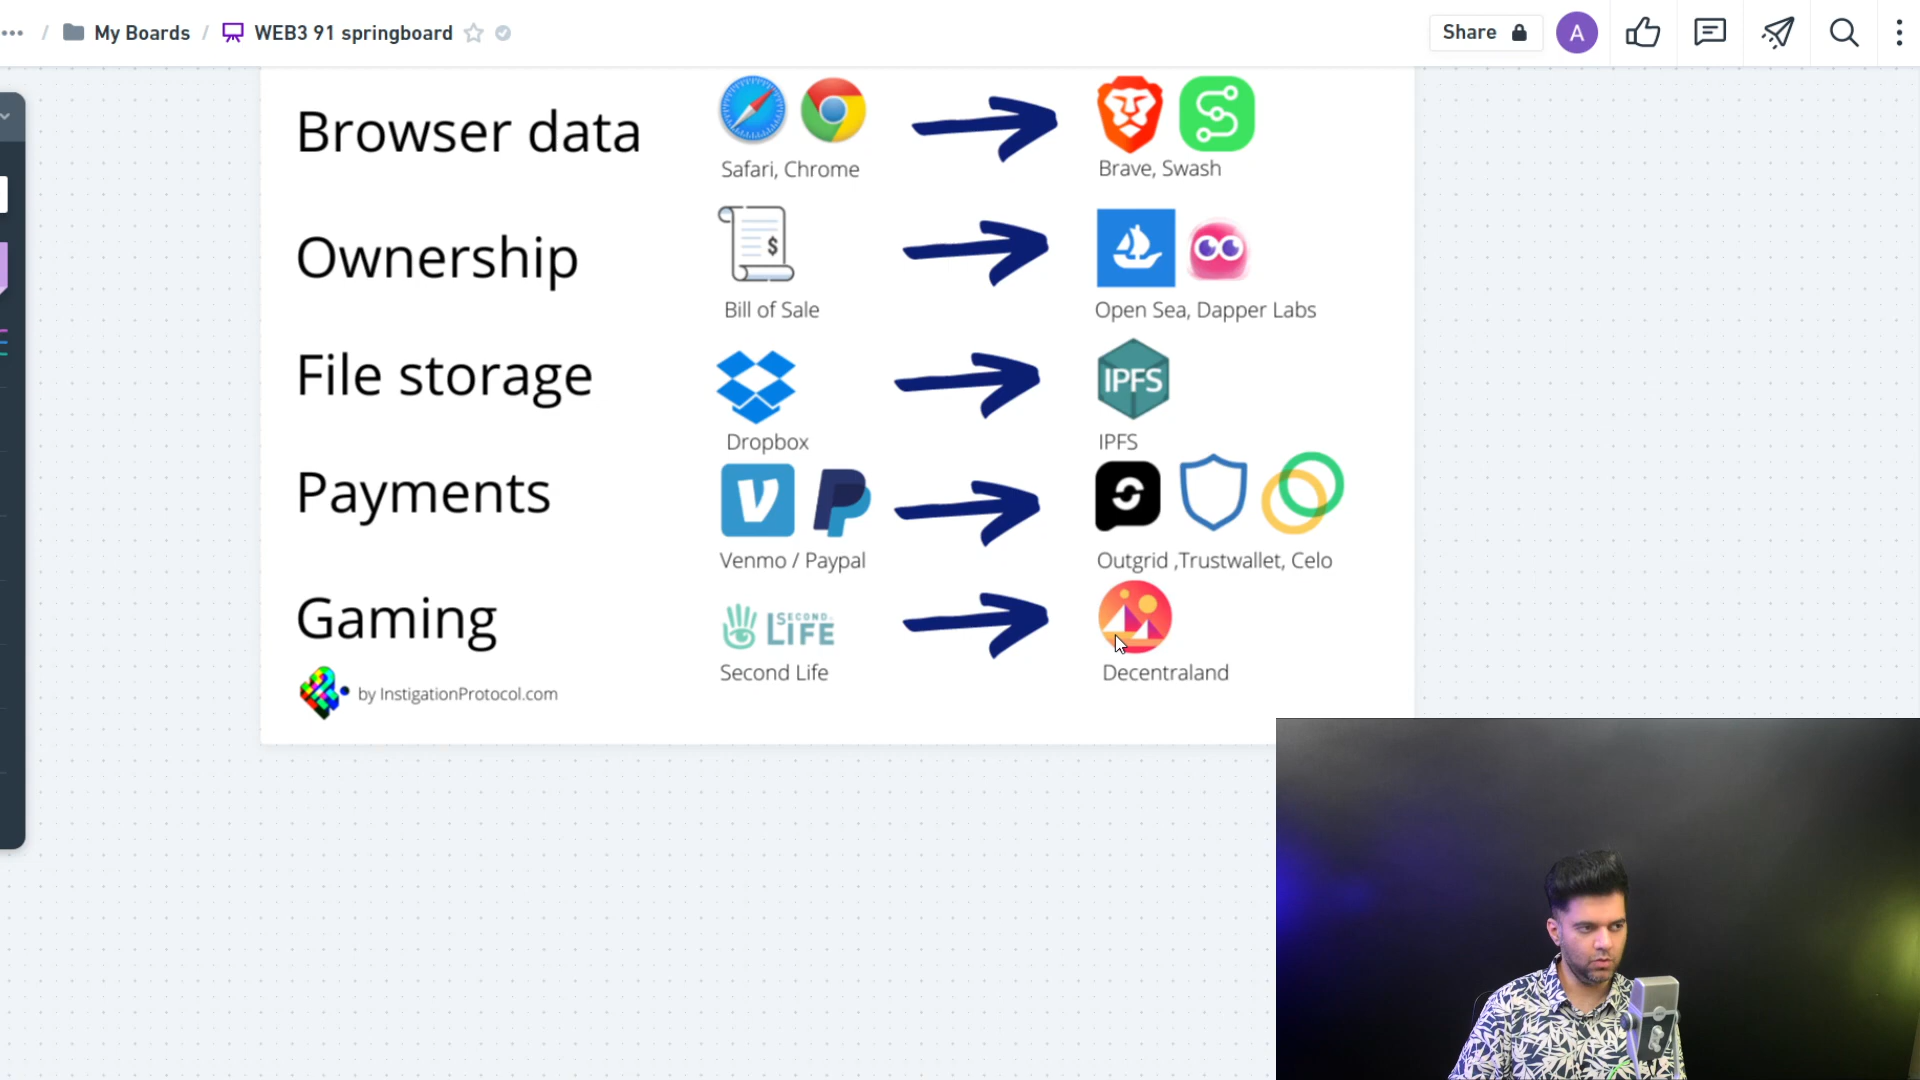 My Boards / WEB3 91 springboard
Share
A
Browser data
Safari, Chrome
Brave, Swash
Ownership
$
Bill of Sale
Open Sea, Dapper Labs
File storage
Dropbox
IPFS
IPFS
Payments
Venmo / Paypal
Outgrid ,Trustwallet, Celo
Gaming
SECOND LIFE
Second Life
Decentraland
by InstigationProtocol.com